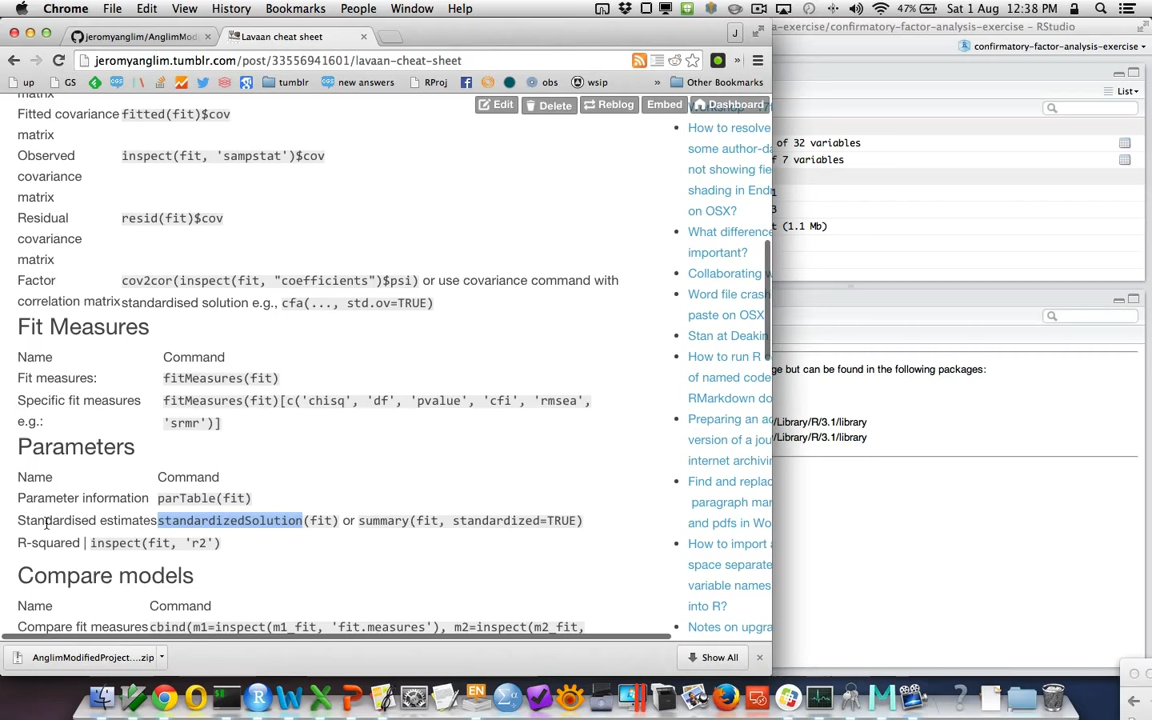 Chrome File Edit View History Bookmarks People Window Help 47% Sat 1 Aug 12:38 PM
jeromyanglim/AnglimModi
Lavaan cheat sheet
J
a-exercise/confirmatory-factor-analysis-exercise - RStudio
confirmatory-factor-analysis-exercise
jeromyanglim.tumblr.com/post/33556941601/lavaan-cheat-sheet
up GS tumblr new answers RProj obs wsip » Other Bookmarks
List
matrix
Edit Delete Reblog Embed Dashboard
Fitted covariance fitted(fit)$cov
matrix
Observed inspect(fit, 'sampstat')$cov
covariance
matrix
Residual resid(fit)$cov
covariance
matrix
Factor cov2cor(inspect(fit, "coefficients")$psi) or use covariance command with
correlation matrix standardised solution e.g., cfa(..., std.ov=TRUE)
Fit Measures
Name Command
Fit measures: fitMeasures(fit)
Specific fit measures fitMeasures(fit)[c('chisq', 'df', 'pvalue', 'cfi', 'rmsea',
e.g.: 'srmr')]
Parameters
Name Command
Parameter information parTable(fit)
Standardised estimates standardizedSolution(fit) or summary(fit, standardized=TRUE)
R-squared | inspect(fit, 'r2')
Compare models
Name Command
Compare fit measures cbind(m1=inspect(m1_fit, 'fit.measures'), m2=inspect(m2_fit,
How to resolve
some author-da
not showing fie
shading in Endn
on OSX?
What difference
important?
Collaborating w
Word file crash
paste on OSX
Stan at Deakin
How to run R c
of named code
RMarkdown do
Preparing an ac
version of a jou
internet archivin
Find and replac
paragraph mar
and pdfs in Wo
How to import a
space separate
variable names
into R?
Notes on upgra
of 32 variables
of 7 variables
1
3
t (1.1 Mb)
ge but can be found in the following packages:
/Library/R/3.1/library
/Library/R/3.1/library
AnglimModifiedProject....zip
Show All